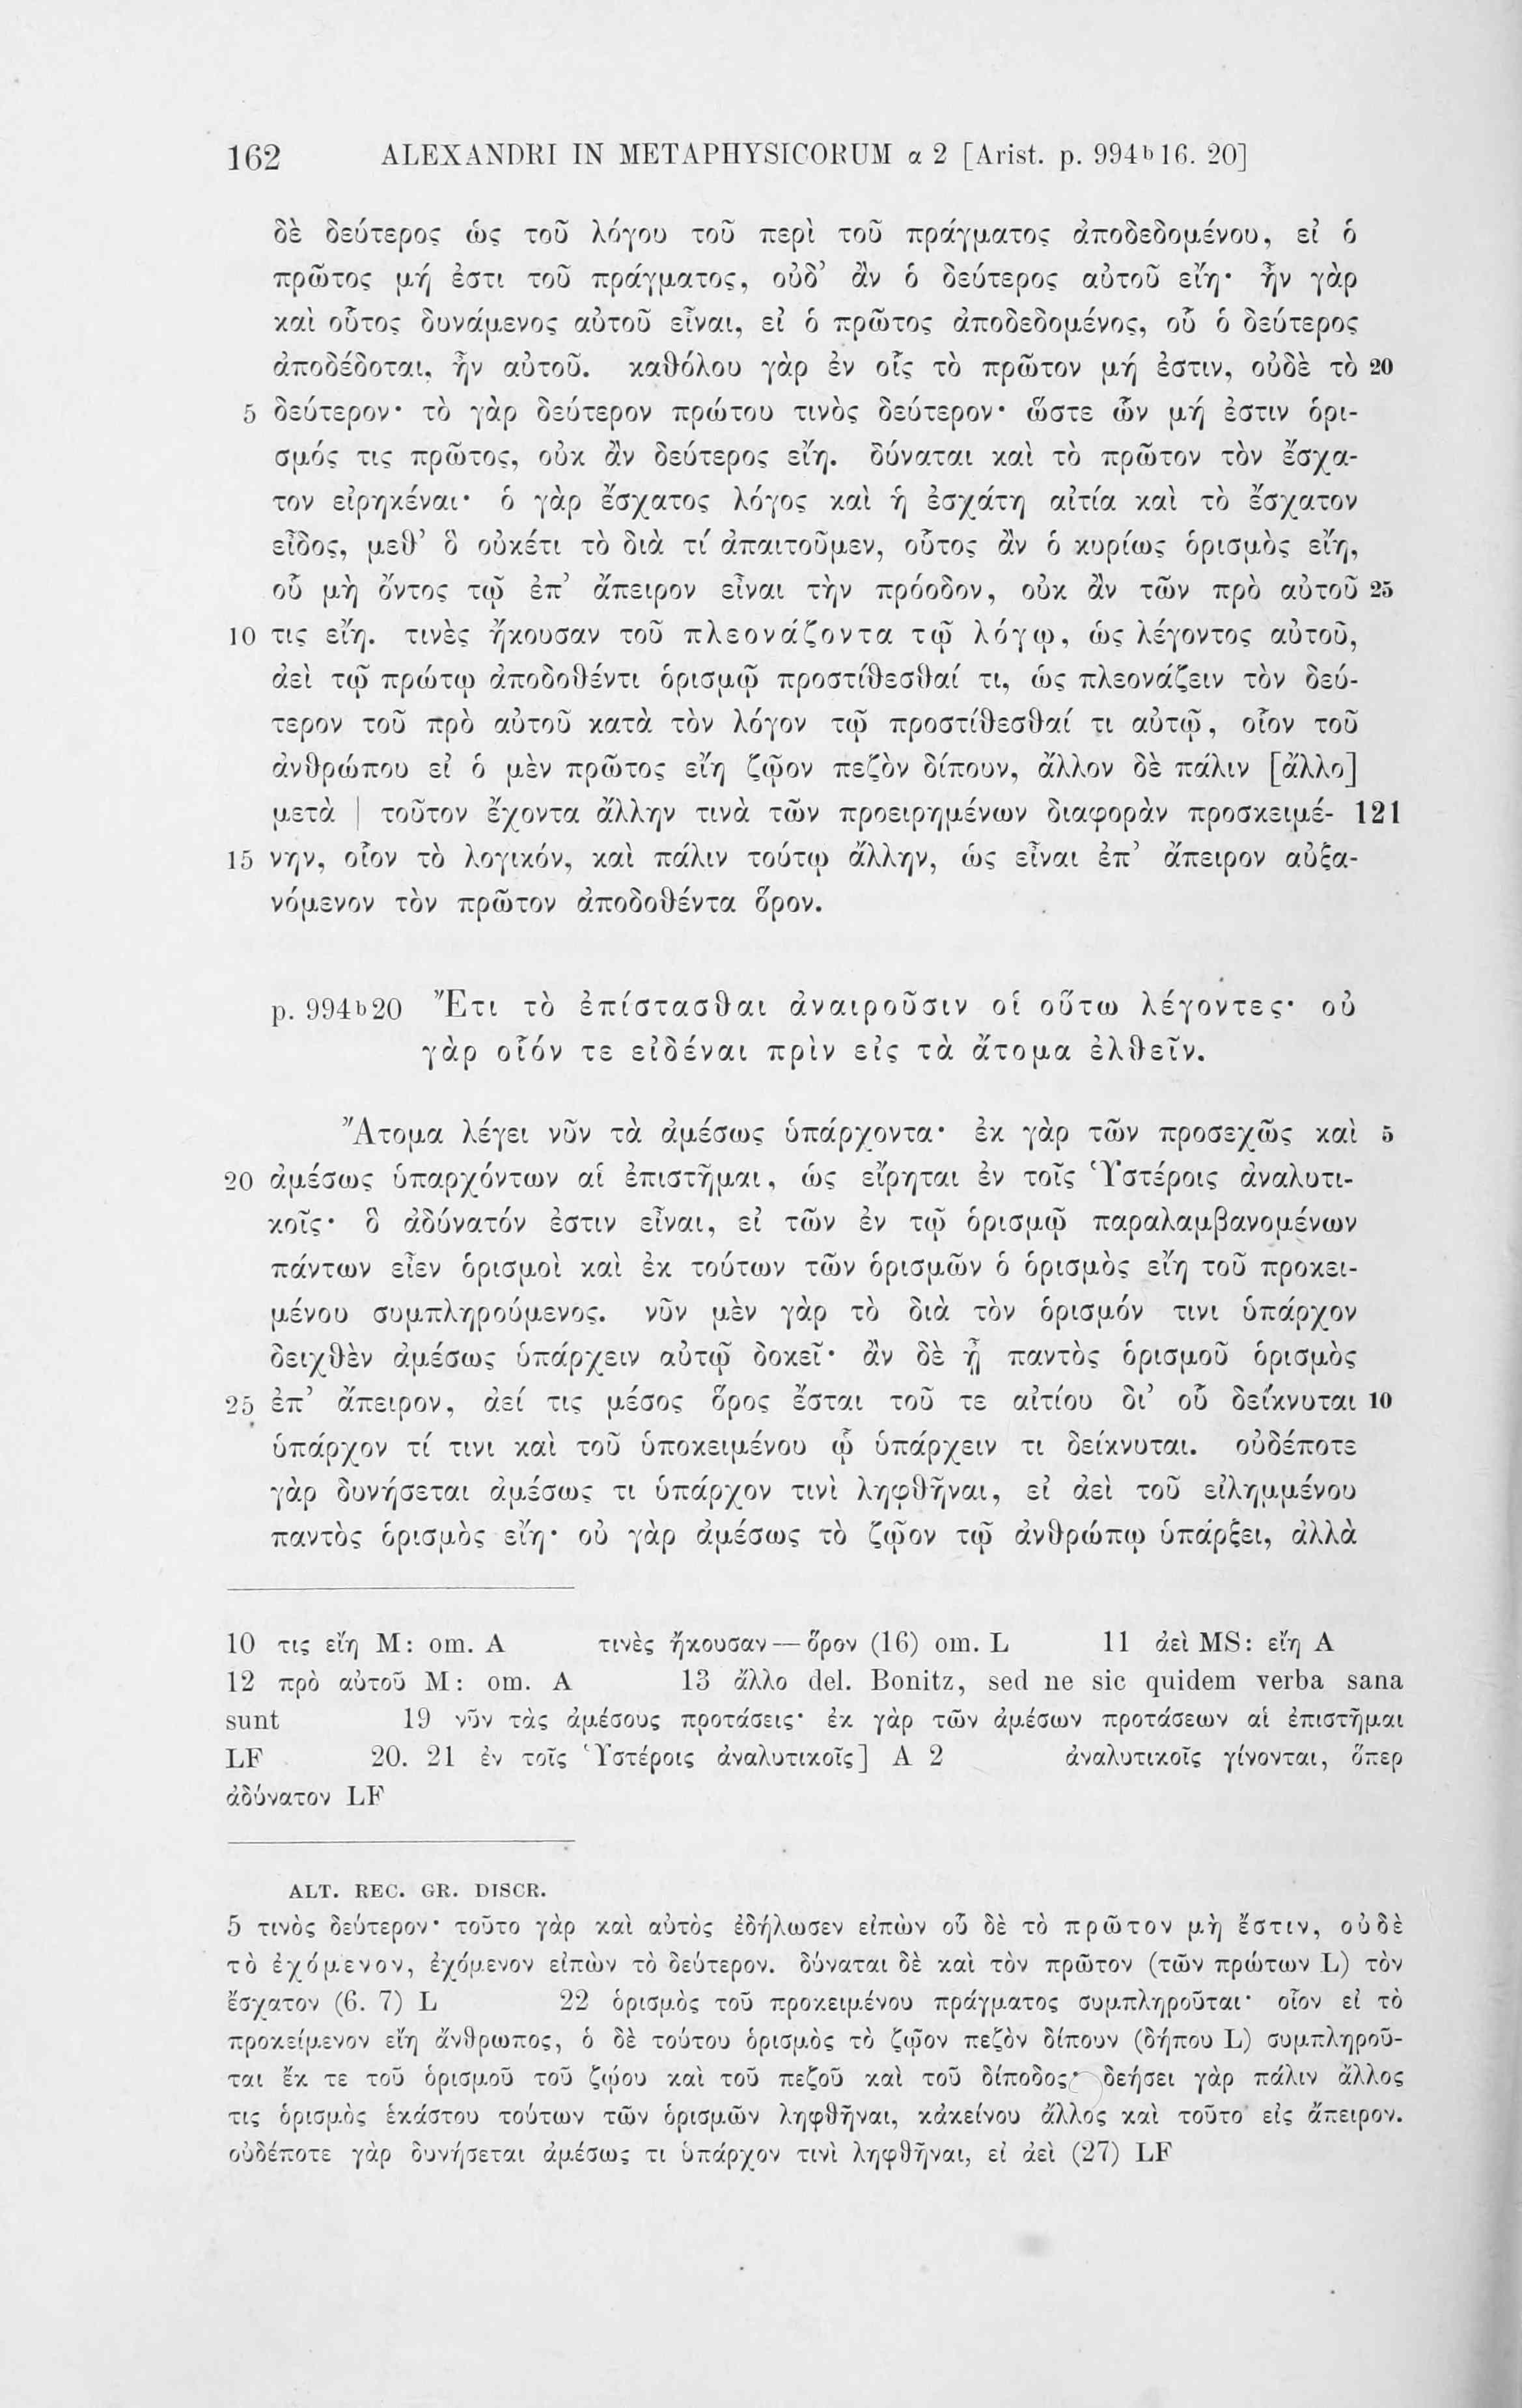 162 ALEXANDRI IN METAPHYSICORUM α 2 [Arist. p. 994ᵇ16. 20]
δὲ δεύτερος ὡς τοῦ λόγου τοῦ περὶ τοῦ πράγματος ἀποδεδομένου, εἰ ὁ
πρῶτος μή ἐστι τοῦ πράγματος, οὐδ’ ἂν ὁ δεύτερος αὐτοῦ εἴη· ἦν γὰρ
καὶ οὗτος δυνάμενος αὐτοῦ εἶναι, εἰ ὁ πρῶτος ἀποδεδομένος, οὗ ὁ δεύτερος
ἀποδέδοται, ἦν αὐτοῦ. καθόλου γὰρ ἐν οἷς τὸ πρῶτον μή ἐστιν, οὐδὲ τὸ 20
5 δεύτερον· τὸ γὰρ δεύτερον πρώτου τινὸς δεύτερον· ὥστε ὧν μή ἐστιν ὁρι-
σμός τις πρῶτος, οὐκ ἂν δεύτερος εἴη. δύναται καὶ τὸ πρῶτον τὸν ἔσχα-
τον εἰρηκέναι· ὁ γὰρ ἔσχατος λόγος καὶ ἡ ἐσχάτη αἰτία καὶ τὸ ἔσχατον
εἶδος, μεθ’ ὃ οὐκέτι τὸ διὰ τί ἀπαιτοῦμεν, οὗτος ἂν ὁ κυρίως ὁρισμὸς εἴη,
οὗ μὴ ὄντος τῷ ἐπ’ ἄπειρον εἶναι τὴν πρόοδον, οὐκ ἂν τῶν πρὸ αὐτοῦ 25
10 τις εἴη. τινὲς ἤκουσαν τοῦ πλεονάζοντα τῷ λόγῳ, ὡς λέγοντος αὐτοῦ,
ἀεὶ τῷ πρώτῳ ἀποδοθέντι ὁρισμῷ προστίθεσθαί τι, ὡς πλεονάζειν τὸν δεύ-
τερον τοῦ πρὸ αὐτοῦ κατὰ τὸν λόγον τῷ προστίθεσθαί τι αὐτῷ, οἷον τοῦ
ἀνθρώπου εἰ ὁ μὲν πρῶτος εἴη ζῷον πεζὸν δίπουν, ἄλλον δὲ πάλιν [ἄλλο]
μετὰ | τοῦτον ἔχοντα ἄλλην τινὰ τῶν προειρημένων διαφορὰν προσκειμέ- 121
15 νην, οἷον τὸ λογικόν, καὶ πάλιν τούτῳ ἄλλην, ὡς εἶναι ἐπ’ ἄπειρον αὐξα-
νόμενον τὸν πρῶτον ἀποδοθέντα ὅρον.
p. 994ᵇ20 Ἔτι τὸ ἐπίστασθαι ἀναιροῦσιν οἱ οὕτω λέγοντες· οὐ
γὰρ οἷόν τε εἰδέναι πρὶν εἰς τὰ ἄτομα ἐλθεῖν.
Ἄτομα λέγει νῦν τὰ ἀμέσως ὑπάρχοντα· ἐκ γὰρ τῶν προσεχῶς καὶ 5
20 ἀμέσως ὑπαρχόντων αἱ ἐπιστῆμαι, ὡς εἴρηται ἐν τοῖς Ὑστέροις ἀναλυτι-
κοῖς· ὃ ἀδύνατόν ἐστιν εἶναι, εἰ τῶν ἐν τῷ ὁρισμῷ παραλαμβανομένων
πάντων εἶεν ὁρισμοὶ καὶ ἐκ τούτων τῶν ὁρισμῶν ὁ ὁρισμὸς εἴη τοῦ προκει-
μένου συμπληρούμενος. νῦν μὲν γὰρ τὸ διὰ τὸν ὁρισμόν τινι ὑπάρχον
δειχθὲν ἀμέσως ὑπάρχειν αὐτῷ δοκεῖ· ἂν δὲ ᾖ παντὸς ὁρισμοῦ ὁρισμὸς
25 ἐπ’ ἄπειρον, ἀεί τις μέσος ὅρος ἔσται τοῦ τε αἰτίου δι’ οὗ δείκνυται 10
ὑπάρχον τί τινι καὶ τοῦ ὑποκειμένου ᾧ ὑπάρχειν τι δείκνυται. οὐδέποτε
γὰρ δυνήσεται ἀμέσως τι ὑπάρχον τινὶ ληφθῆναι, εἰ ἀεὶ τοῦ εἰλημμένου
παντὸς ὁρισμὸς εἴη· οὐ γὰρ ἀμέσως τὸ ζῷον τῷ ἀνθρώπῳ ὑπάρξει, ἀλλὰ
10 τις εἴη M: om. A τινὲς ἤκουσαν — ὅρον (16) om. L 11 ἀεὶ MS: εἴη A
12 πρὸ αὐτοῦ M: om. A 13 ἄλλο del. Bonitz, sed ne sic quidem verba sana
sunt 19 νῦν τὰς ἀμέσους προτάσεις· ἐκ γὰρ τῶν ἀμέσων προτάσεων αἱ ἐπιστῆμαι
LF 20. 21 ἐν τοῖς Ὑστέροις ἀναλυτικοῖς] A 2 ἀναλυτικοῖς γίνονται, ὅπερ
ἀδύνατον LF
ALT. REC. GR. DISCR.
5 τινὸς δεύτερον· τοῦτο γὰρ καὶ αὐτὸς ἐδήλωσεν εἰπὼν οὗ δὲ τὸ πρῶτον μὴ ἔστιν, οὐδὲ
τὸ ἐχόμενον, ἐχόμενον εἰπὼν τὸ δεύτερον. δύναται δὲ καὶ τὸν πρῶτον (τῶν πρώτων L) τὸν
ἔσχατον (6. 7) L 22 ὁρισμὸς τοῦ προκειμένου πράγματος συμπληροῦται· οἷον εἰ τὸ
προκείμενον εἴη ἄνθρωπος, ὁ δὲ τούτου ὁρισμὸς τὸ ζῷον πεζὸν δίπουν (δήπου L) συμπληροῦ-
ται ἔκ τε τοῦ ὁρισμοῦ τοῦ ζῴου καὶ τοῦ πεζοῦ καὶ τοῦ δίποδος· δεήσει γὰρ πάλιν ἄλλος
τις ὁρισμὸς ἑκάστου τούτων τῶν ὁρισμῶν ληφθῆναι, κἀκείνου ἄλλος καὶ τοῦτο εἰς ἄπειρον.
οὐδέποτε γὰρ δυνήσεται ἀμέσως τι ὑπάρχον τινὶ ληφθῆναι, εἰ ἀεὶ (27) LF